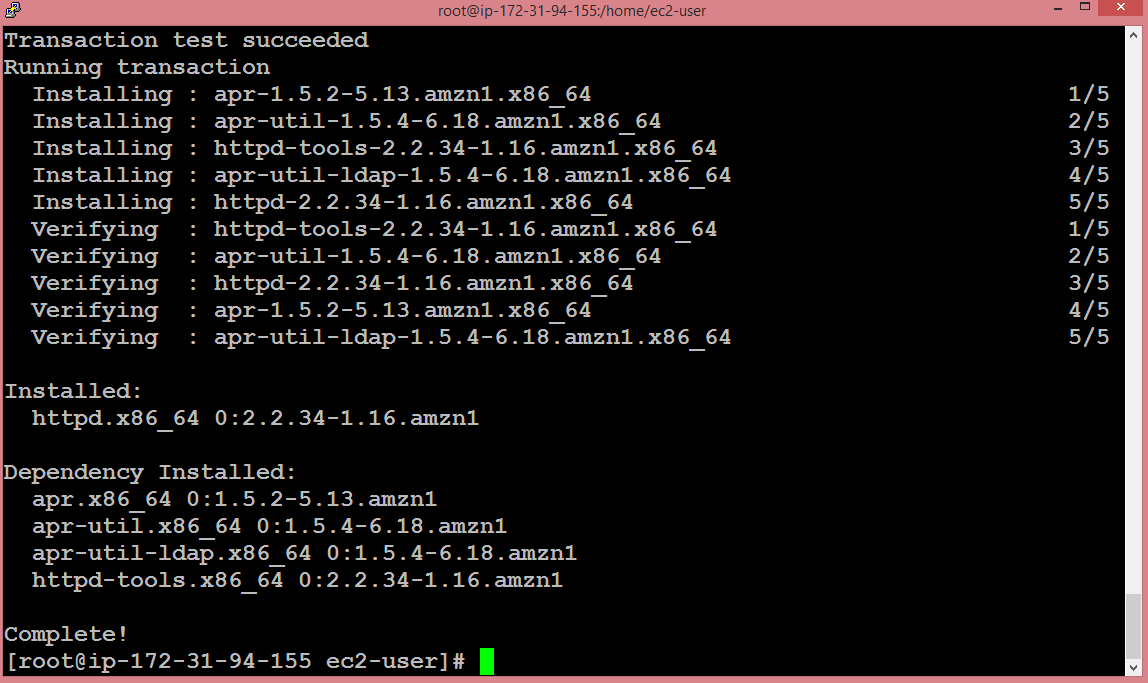 root@ip-172-31-94-155:/home/ec2-user
Transaction test succeeded
Running transaction
  Installing : apr-1.5.2-5.13.amzn1.x86_64 1/5
  Installing : apr-util-1.5.4-6.18.amzn1.x86_64 2/5
  Installing : httpd-tools-2.2.34-1.16.amzn1.x86_64 3/5
  Installing : apr-util-ldap-1.5.4-6.18.amzn1.x86_64 4/5
  Installing : httpd-2.2.34-1.16.amzn1.x86_64 5/5
  Verifying  : httpd-tools-2.2.34-1.16.amzn1.x86_64 1/5
  Verifying  : apr-util-1.5.4-6.18.amzn1.x86_64 2/5
  Verifying  : httpd-2.2.34-1.16.amzn1.x86_64 3/5
  Verifying  : apr-1.5.2-5.13.amzn1.x86_64 4/5
  Verifying  : apr-util-ldap-1.5.4-6.18.amzn1.x86_64 5/5
Installed:
  httpd.x86_64 0:2.2.34-1.16.amzn1
Dependency Installed:
  apr.x86_64 0:1.5.2-5.13.amzn1
  apr-util.x86_64 0:1.5.4-6.18.amzn1
  apr-util-ldap.x86_64 0:1.5.4-6.18.amzn1
  httpd-tools.x86_64 0:2.2.34-1.16.amzn1
Complete!
[root@ip-172-31-94-155 ec2-user]#